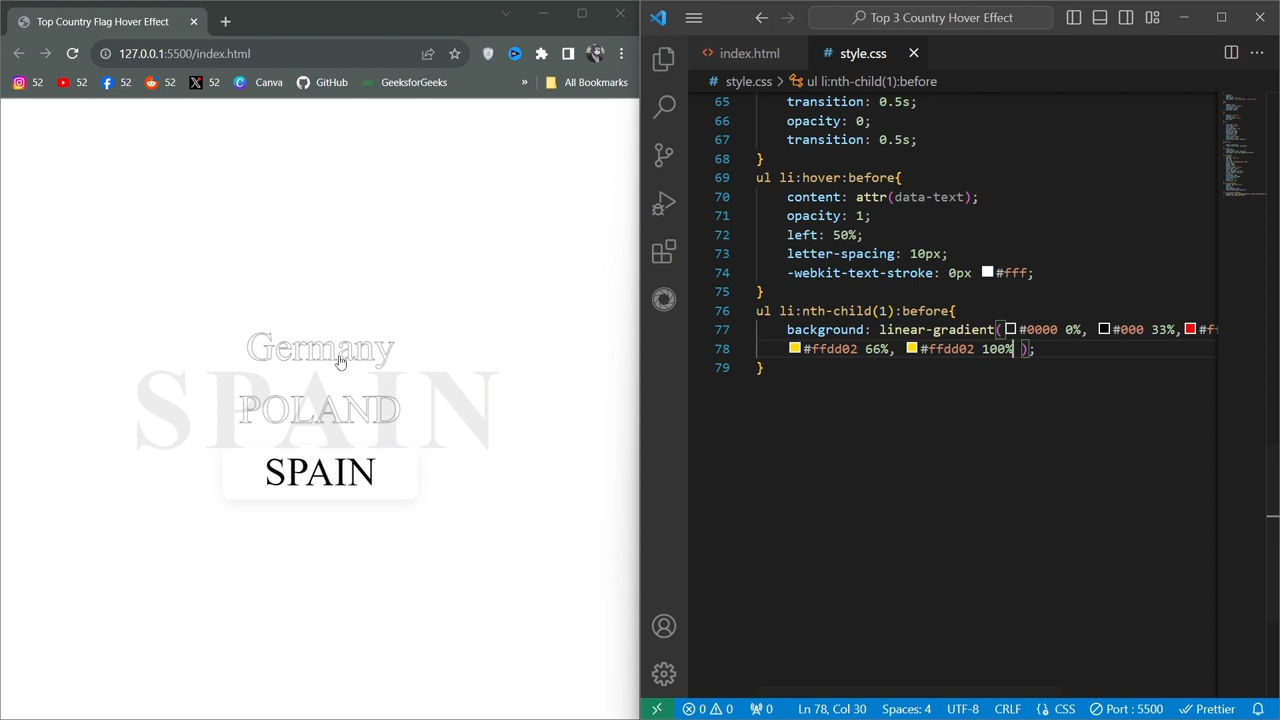 Top Country Flag Hover Effect
127.0.0.1:5500/index.html
52 52 52 52 52 Canva GitHub GeeksforGeeks » All Bookmarks
Germany
POLAND
SPAIN
SPAIN
Top 3 Country Hover Effect
index.html # style.css
# style.css > ul li:nth-child(1):before
65 transition: 0.5s;
66 opacity: 0;
67 transition: 0.5s;
68 }
69 ul li:hover:before{
70 content: attr(data-text);
71 opacity: 1;
72 left: 50%;
73 letter-spacing: 10px;
74 -webkit-text-stroke: 0px #fff;
75 }
76 ul li:nth-child(1):before{
77 background: linear-gradient(#0000 0%, #000 33%,#ff
78 #ffdd02 66%, #ffdd02 100% );
79 }
0 0 0 Ln 78, Col 30 Spaces: 4 UTF-8 CRLF CSS Port : 5500 Prettier